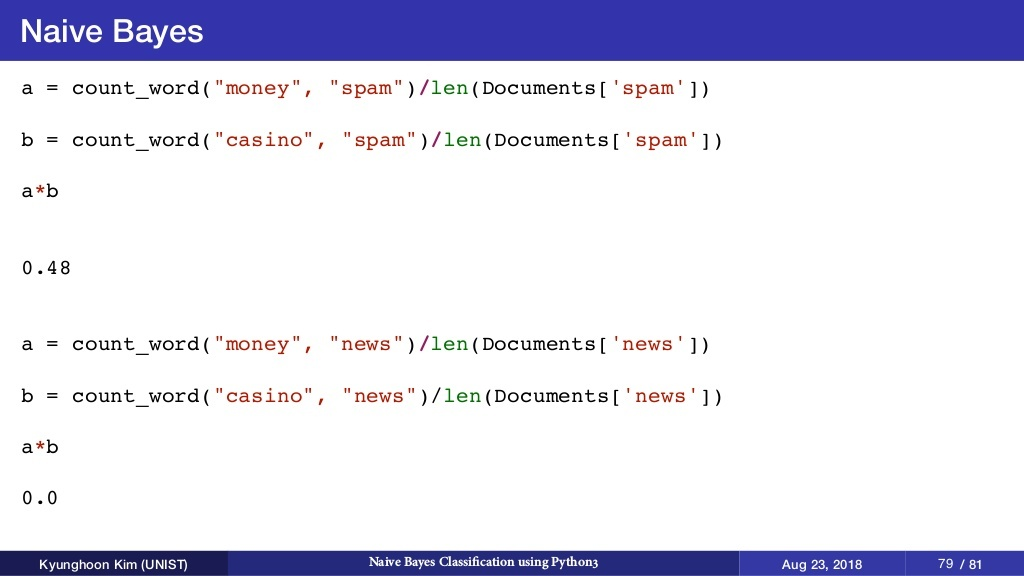 Naive Bayes
a = count_word("money", "spam")/len(Documents['spam'])
b = count_word("casino", "spam")/len(Documents['spam'])
a*b
0.48
a = count_word("money", "news")/len(Documents['news'])
b = count_word("casino", "news")/len(Documents['news'])
a*b
0.0
Kyunghoon Kim (UNIST) Naive Bayes Classification using Python3 Aug 23, 2018 79 / 81